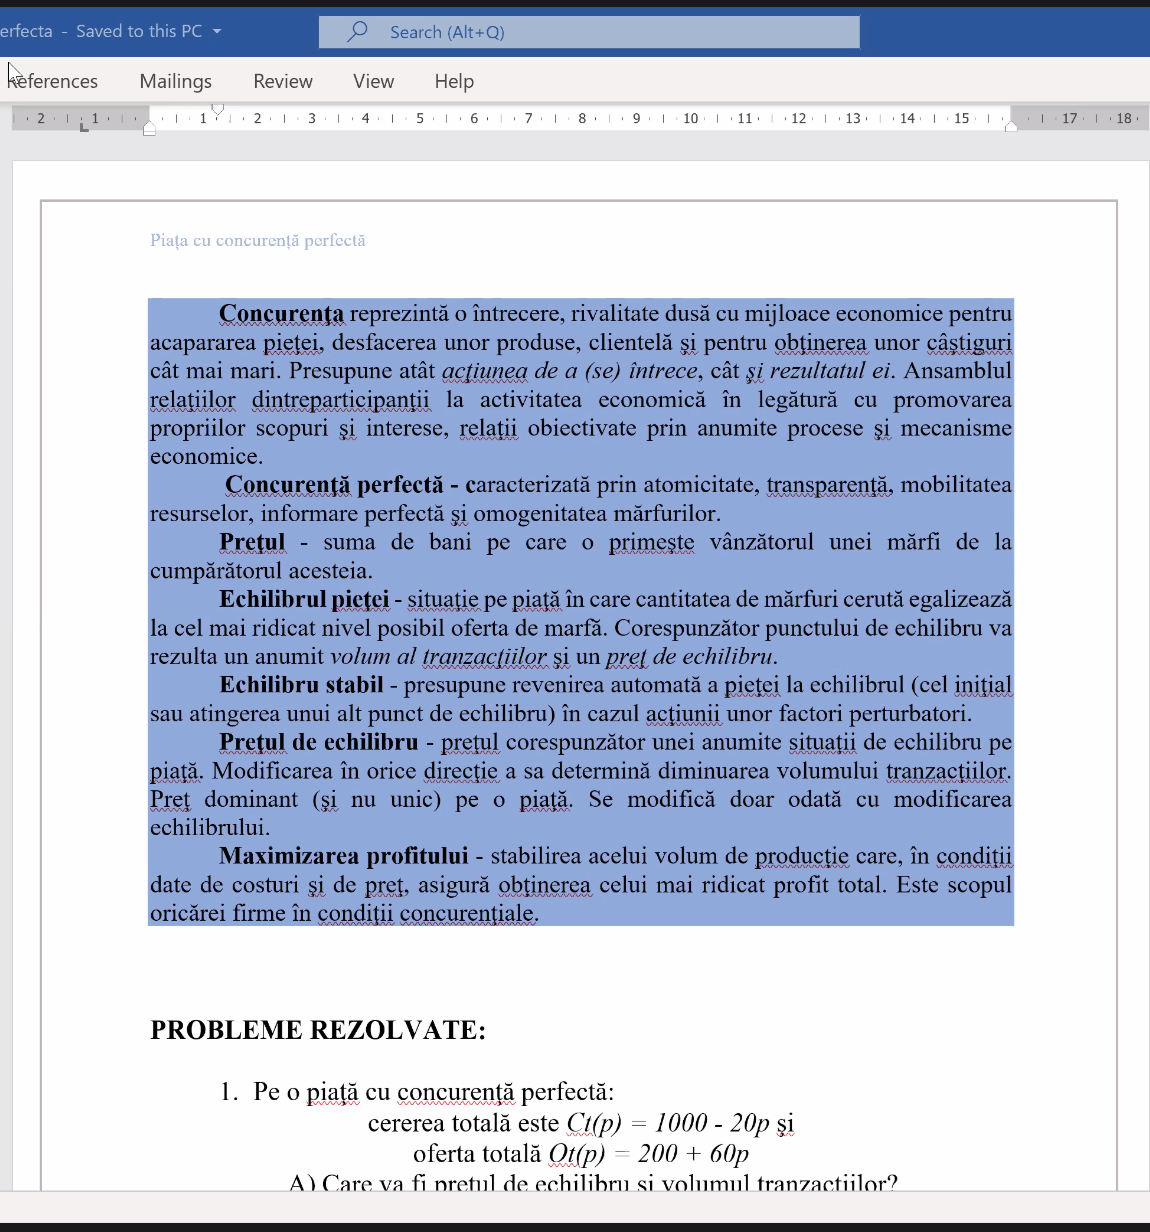 erfecta - Saved to this PC
Search (Alt+Q)
References Mailings Review View Help
2 1 1 2 3 4 5 6 7 8 9 10 11 12 13 14 15 17 18
Piața cu concurență perfectă
Concurența reprezintă o întrecere, rivalitate dusă cu mijloace economice pentru
acapararea pieței, desfacerea unor produse, clientelă și pentru obținerea unor câștiguri
cât mai mari. Presupune atât acțiunea de a (se) întrece, cât și rezultatul ei. Ansamblul
relațiilor dintreparticipanții la activitatea economică în legătură cu promovarea
propriilor scopuri și interese, relații obiectivate prin anumite procese și mecanisme
economice.
Concurență perfectă - caracterizată prin atomicitate, transparență, mobilitatea
resurselor, informare perfectă și omogenitatea mărfurilor.
Prețul - suma de bani pe care o primește vânzătorul unei mărfi de la
cumpărătorul acesteia.
Echilibrul pieței - situație pe piață în care cantitatea de mărfuri cerută egalizează
la cel mai ridicat nivel posibil oferta de marfă. Corespunzător punctului de echilibru va
rezulta un anumit volum al tranzacțiilor și un preț de echilibru.
Echilibru stabil - presupune revenirea automată a pieței la echilibrul (cel inițial
sau atingerea unui alt punct de echilibru) în cazul acțiunii unor factori perturbatori.
Prețul de echilibru - prețul corespunzător unei anumite situații de echilibru pe
piață. Modificarea în orice direcție a sa determină diminuarea volumului tranzacțiilor.
Preț dominant (și nu unic) pe o piață. Se modifică doar odată cu modificarea
echilibrului.
Maximizarea profitului - stabilirea acelui volum de producție care, în condiții
date de costuri și de preț, asigură obținerea celui mai ridicat profit total. Este scopul
oricărei firme în condiții concurențiale.
PROBLEME REZOLVATE:
1. Pe o piață cu concurență perfectă:
cererea totală este Ct(p) = 1000 - 20p și
oferta totală Ot(p) = 200 + 60p
A) Care va fi prețul de echilibru și volumul tranzacțiilor?